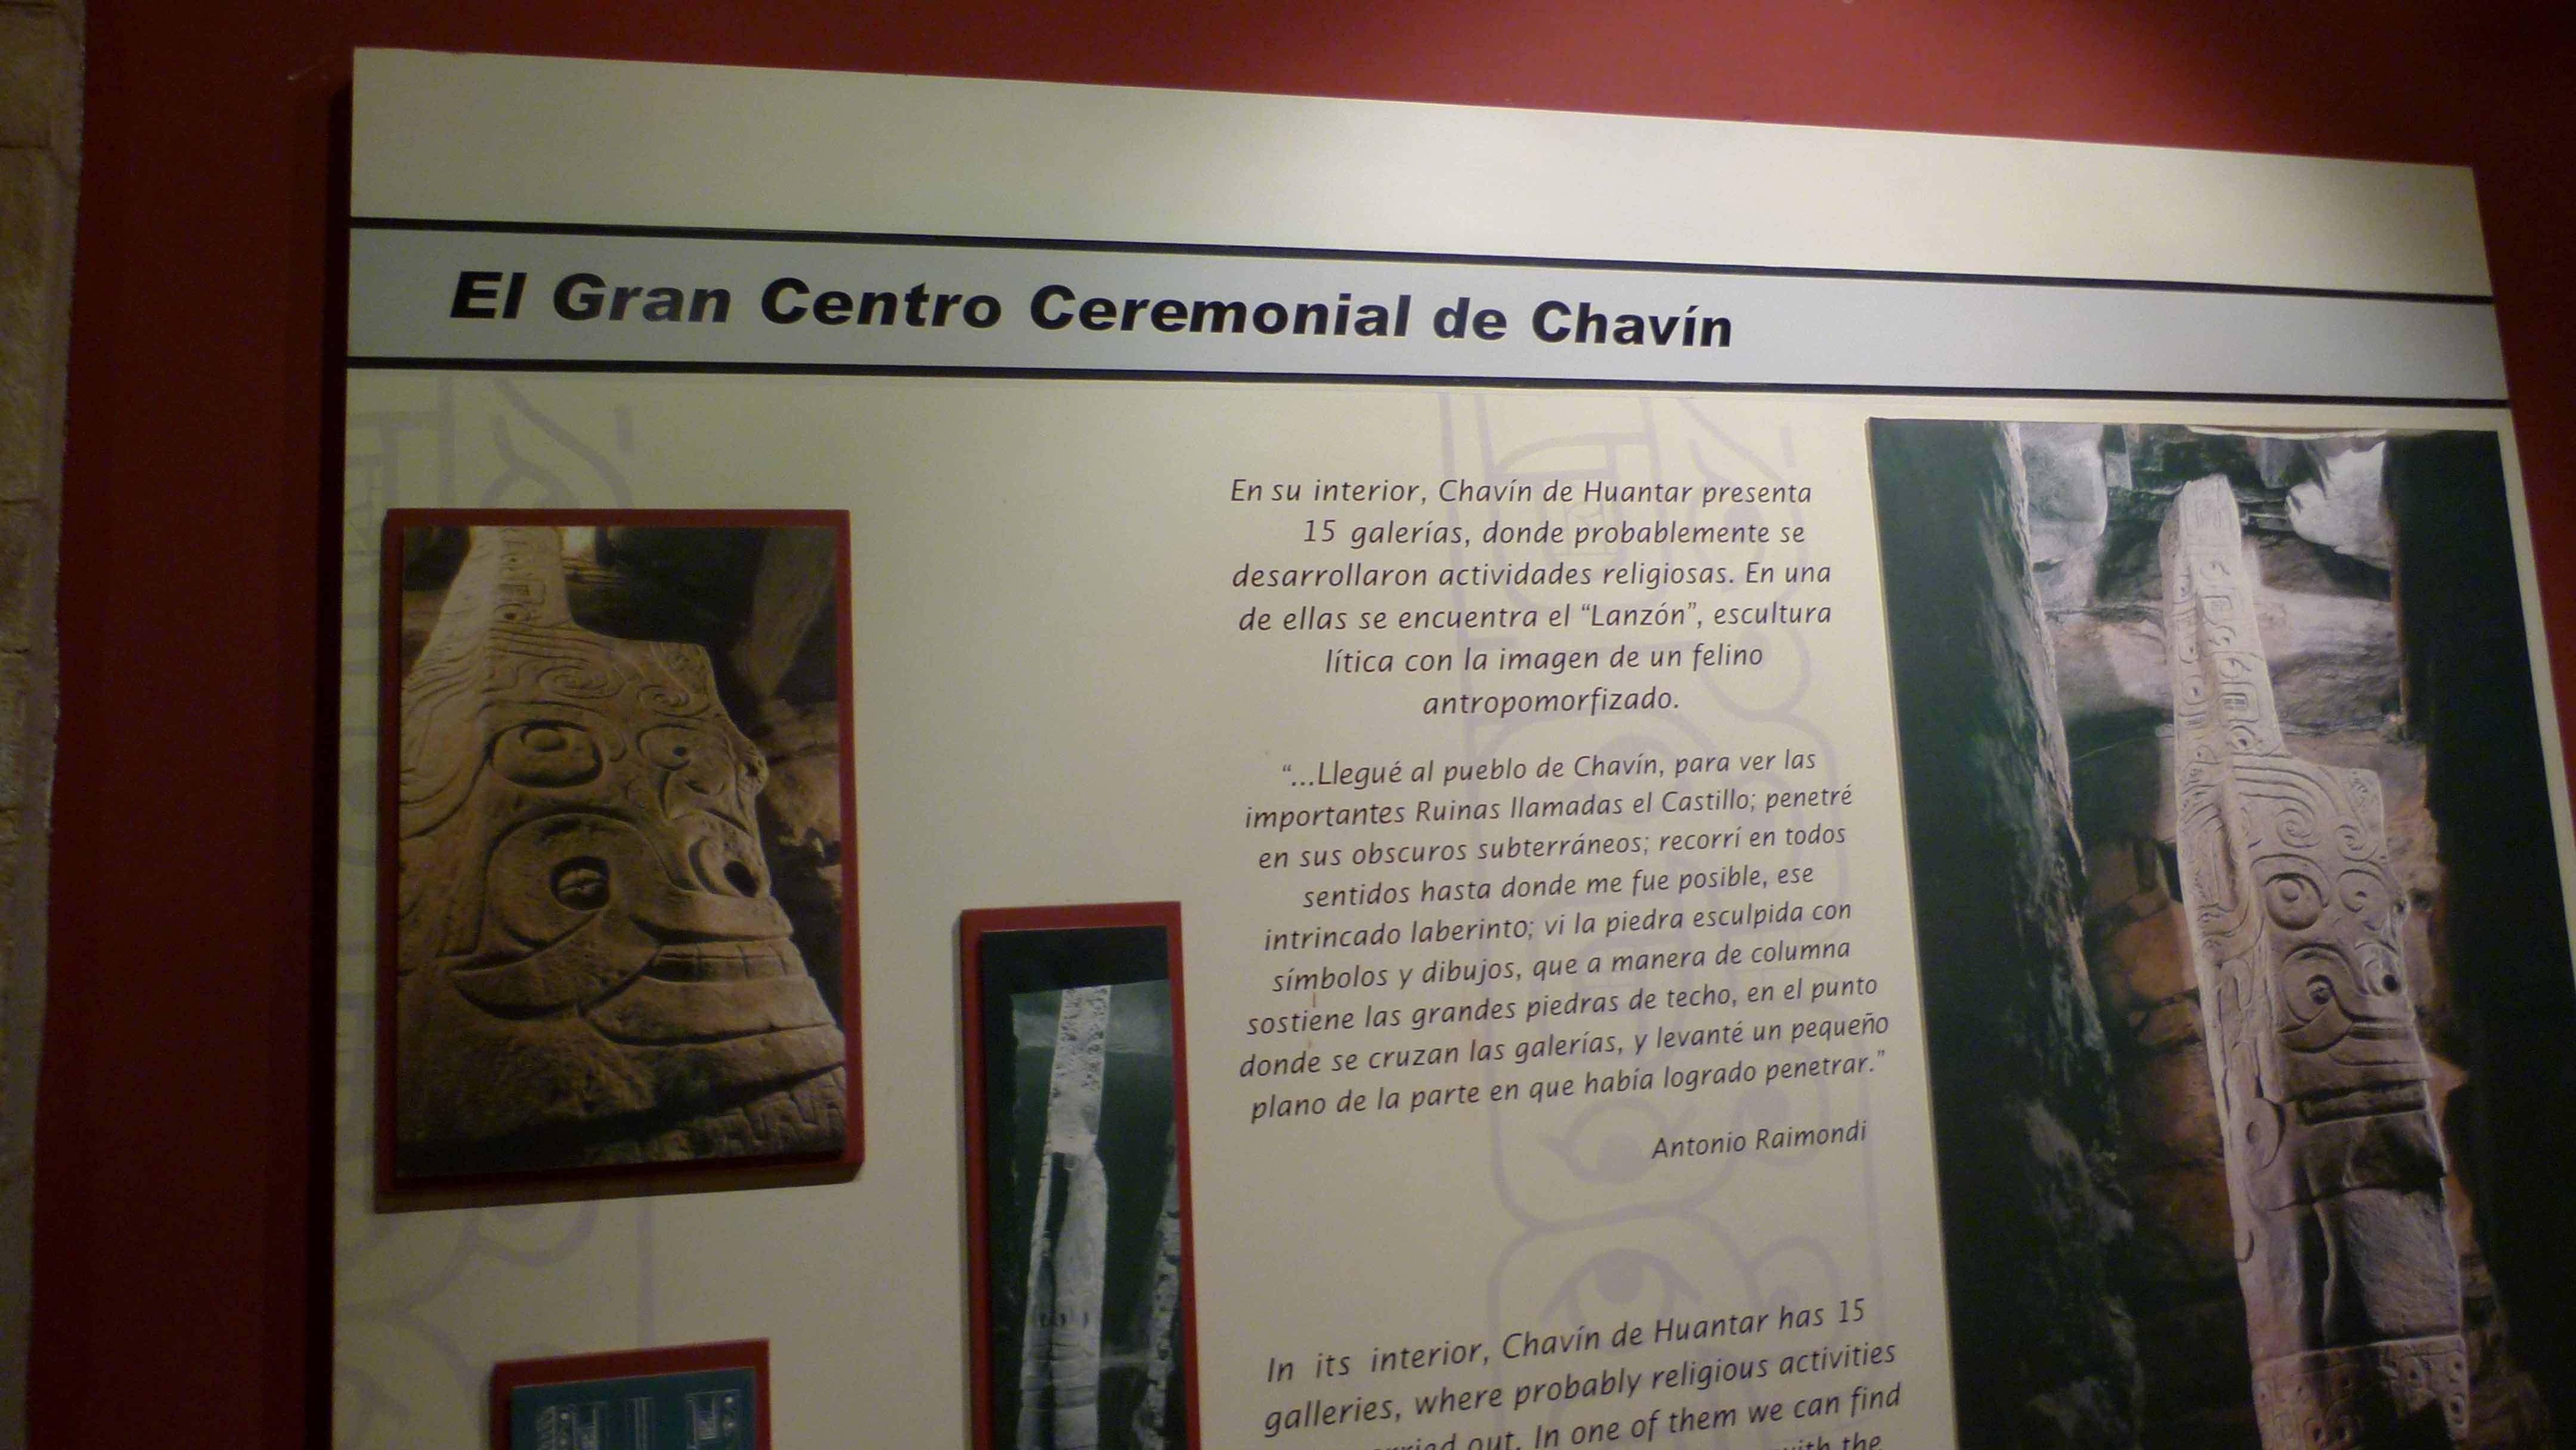 El Gran Centro Ceremonial de Chavín
En su interior, Chavín de Huantar presenta
15 galerías, donde probablemente se
desarrollaron actividades religiosas. En una
de ellas se encuentra el “Lanzón”, escultura
lítica con la imagen de un felino
antropomorfizado.
“...Llegué al pueblo de Chavín, para ver las
importantes Ruinas llamadas el Castillo; penetré
en sus obscuros subterráneos; recorrí en todos
sentidos hasta donde me fue posible, ese
intrincado laberinto; vi la piedra esculpida con
símbolos y dibujos, que a manera de columna
sostiene las grandes piedras de techo, en el punto
donde se cruzan las galerías, y levanté un pequeño
plano de la parte en que había logrado penetrar.”
Antonio Raimondi
In its interior, Chavín de Huantar has 15
galleries, where probably religious activities
out. In one of them we can find
the